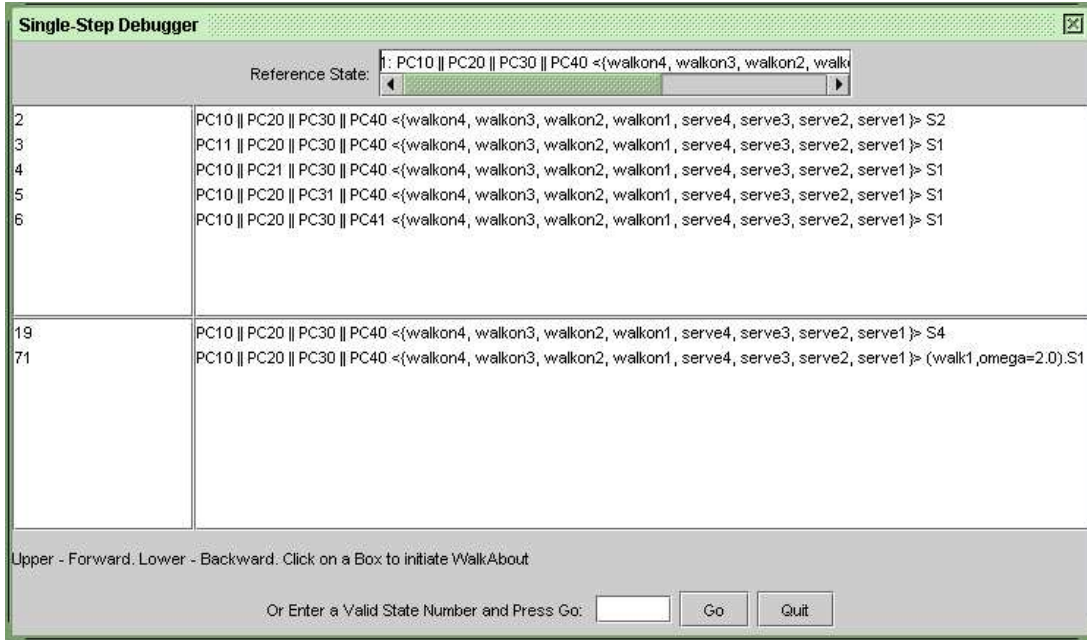 Single-Step Debugger
Reference State: 1: PC10 || PC20 || PC30 || PC40 <{walkon4, walkon3, walkon2, walk
2 PC10 || PC20 || PC30 || PC40 <{walkon4, walkon3, walkon2, walkon1, serve4, serve3, serve2, serve1}> S2
3 PC11 || PC20 || PC30 || PC40 <{walkon4, walkon3, walkon2, walkon1, serve4, serve3, serve2, serve1}> S1
4 PC10 || PC21 || PC30 || PC40 <{walkon4, walkon3, walkon2, walkon1, serve4, serve3, serve2, serve1}> S1
5 PC10 || PC20 || PC31 || PC40 <{walkon4, walkon3, walkon2, walkon1, serve4, serve3, serve2, serve1}> S1
6 PC10 || PC20 || PC30 || PC41 <{walkon4, walkon3, walkon2, walkon1, serve4, serve3, serve2, serve1}> S1
19 PC10 || PC20 || PC30 || PC40 <{walkon4, walkon3, walkon2, walkon1, serve4, serve3, serve2, serve1}> S4
71 PC10 || PC20 || PC30 || PC40 <{walkon4, walkon3, walkon2, walkon1, serve4, serve3, serve2, serve1}> (walk1,omega=2.0).S1
Upper - Forward. Lower - Backward. Click on a Box to initiate WalkAbout
Or Enter a Valid State Number and Press Go: Go Quit